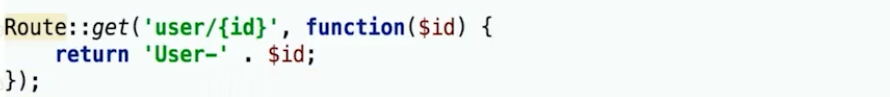 Route::get('user/{id}', function($id) {
    return 'User-' . $id;
});